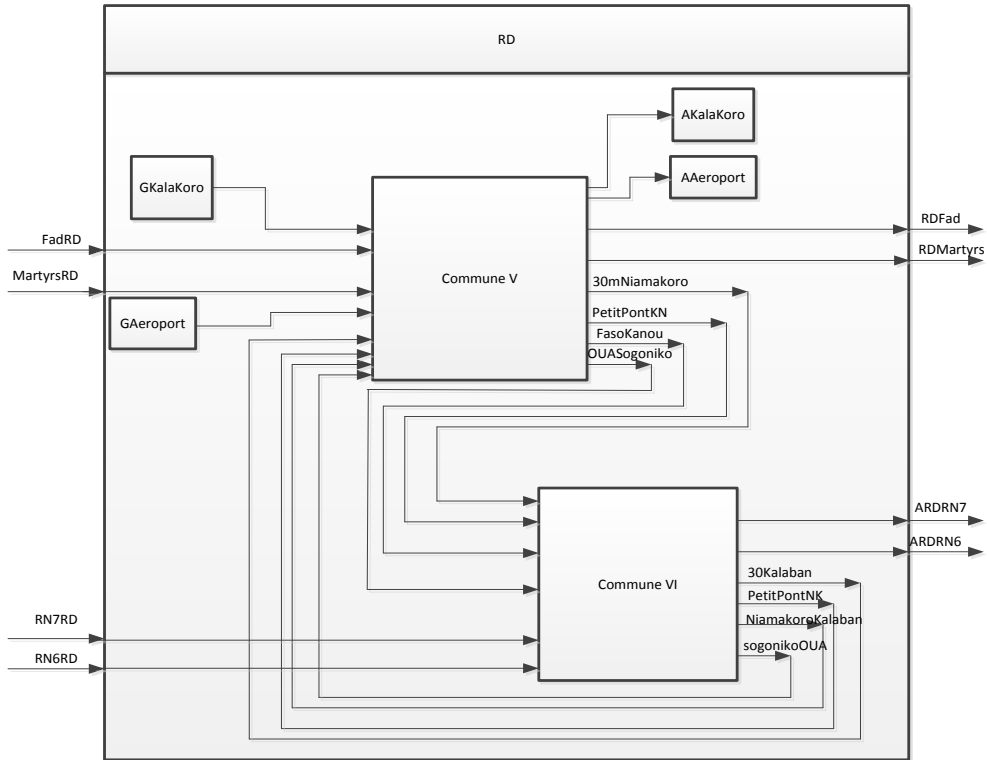 RD
AKalaKoro
GKalaKoro
AAeroport
FadRD
RDFad
RDMartyrs
MartyrsRD
Commune V
30mNiamakoro
GAeroport
PetitPontKN
FasoKanou
OUASogoniko
ARDRN7
ARDRN6
Commune VI
30Kalaban
PetitPontNK
NiamakoroKalaban
RN7RD
sogonikoOUA
RN6RD